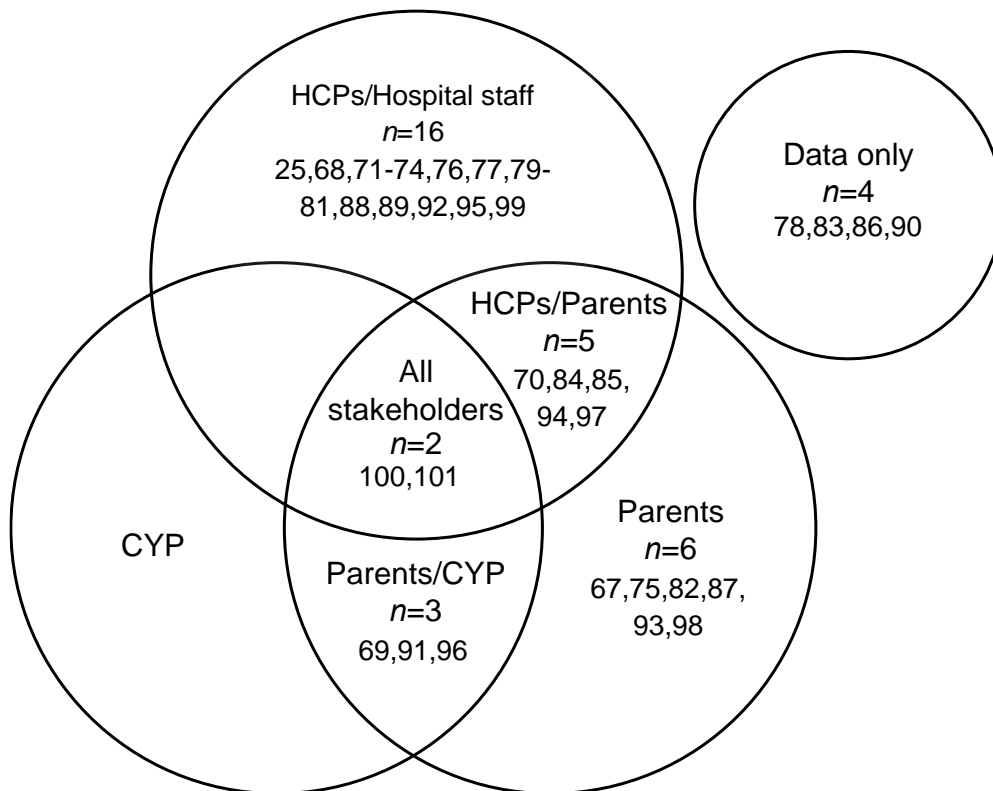 HCPs/Hospital staff
n=16
25,68,71-74,76,77,79-
81,88,89,92,95,99
Data only
n=4
78,83,86,90
HCPs/Parents
n=5
70,84,85,
94,97
All
stakeholders
n=2
100,101
CYP
Parents
n=6
67,75,82,87,
93,98
Parents/CYP
n=3
69,91,96